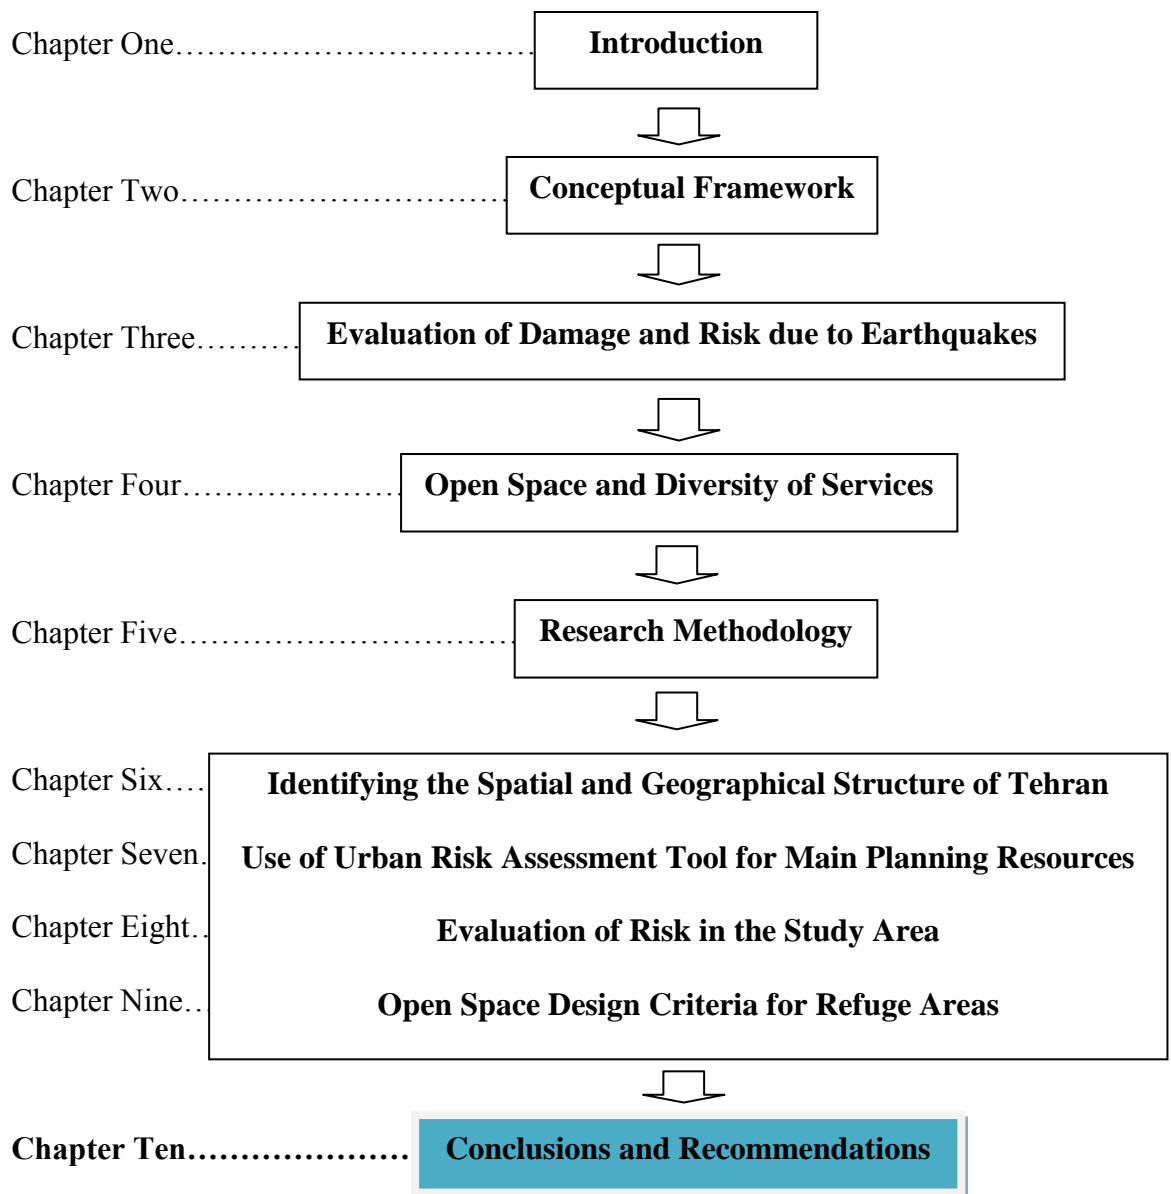 Chapter One…………………………………Introduction
Chapter Two………………………………Conceptual Framework
Chapter Three……….Evaluation of Damage and Risk due to Earthquakes
Chapter Four……………………Open Space and Diversity of Services
Chapter Five………………………………Research Methodology
Chapter Six….Identifying the Spatial and Geographical Structure of Tehran
Chapter Seven.Use of Urban Risk Assessment Tool for Main Planning Resources
Chapter Eight..Evaluation of Risk in the Study Area
Chapter Nine…Open Space Design Criteria for Refuge Areas
Chapter Ten……………………Conclusions and Recommendations